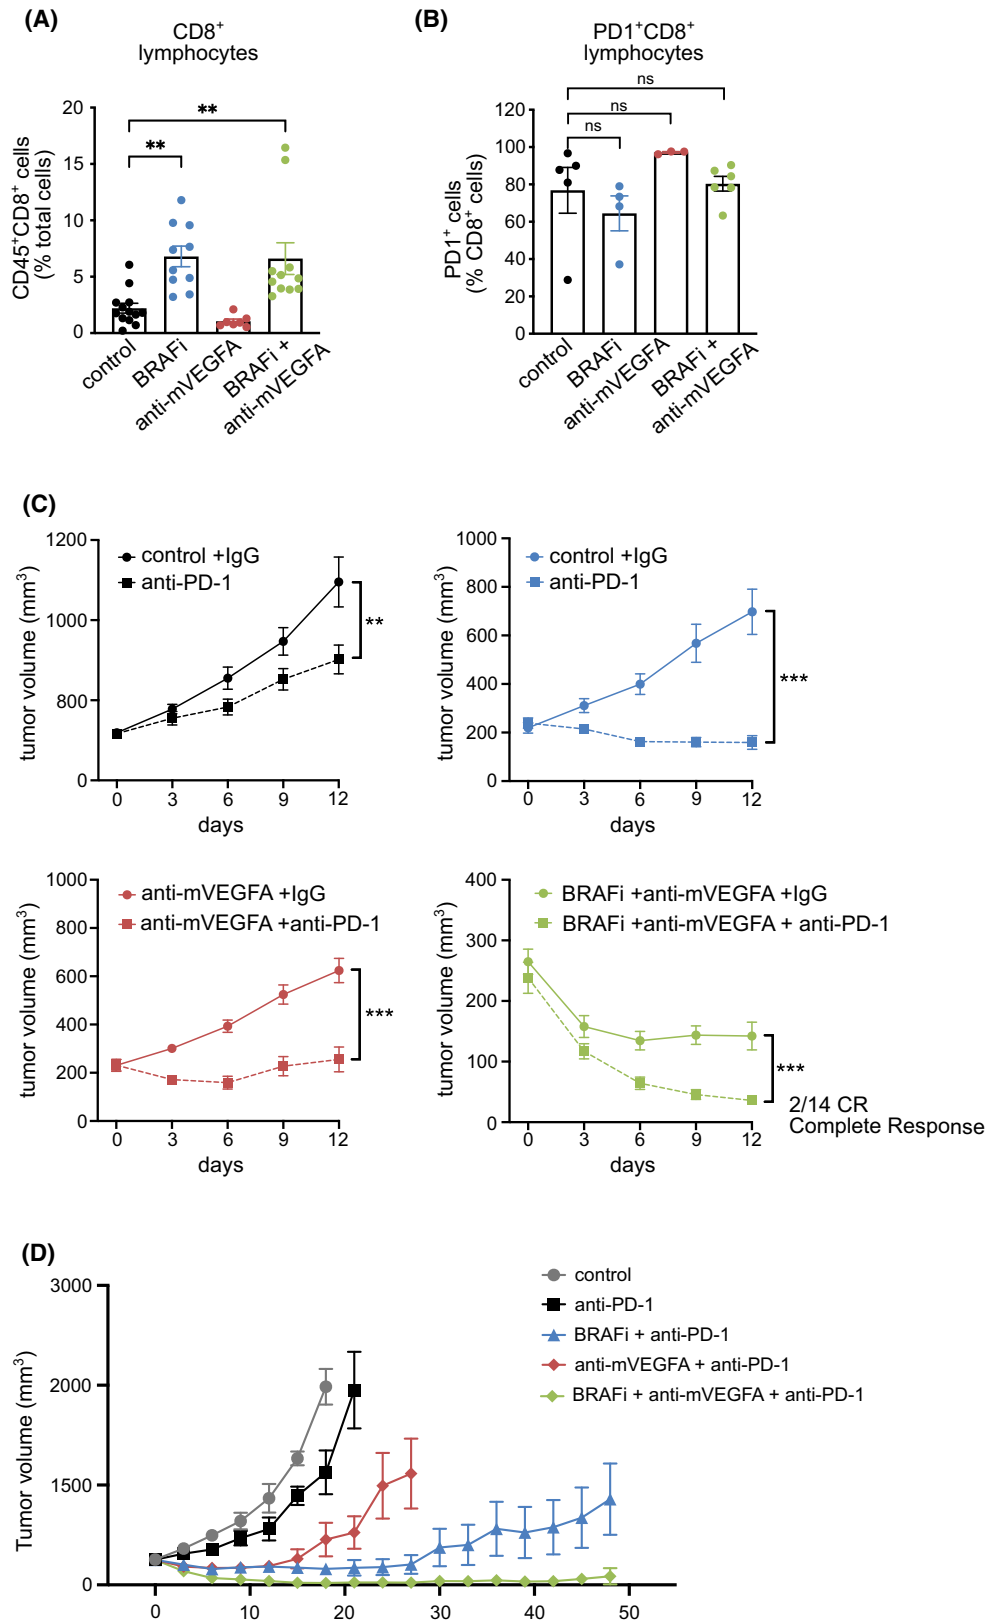 (A)
CD8+
lymphocytes
CD45+CD8+ cells
(% total cells)
20
15
10
5
0
**
**
control
BRAFi
anti-mVEGFA
BRAFi +
anti-mVEGFA
(B)
PD1+CD8+
lymphocytes
PD1+ cells
(% CD8+ cells)
120
100
80
60
40
20
0
ns
ns
ns
control
BRAFi
anti-mVEGFA
BRAFi +
anti-mVEGFA
(C)
tumor volume (mm3)
1200
1000
800
0
control +IgG
anti-PD-1
**
0 3 6 9 12
days
tumor volume (mm3)
1000
800
600
400
200
0
control +IgG
anti-PD-1
***
0 3 6 9 12
days
tumor volume (mm3)
1000
800
600
400
200
0
anti-mVEGFA +IgG
anti-mVEGFA +anti-PD-1
***
0 3 6 9 12
days
tumor volume (mm3)
400
300
200
100
0
BRAFi +anti-mVEGFA +IgG
BRAFi +anti-mVEGFA + anti-PD-1
***
2/14 CR
Complete Response
0 3 6 9 12
days
(D)
Tumor volume (mm3)
3000
2000
1500
0
control
anti-PD-1
BRAFi + anti-PD-1
anti-mVEGFA + anti-PD-1
BRAFi + anti-mVEGFA + anti-PD-1
0 10 20 30 40 50